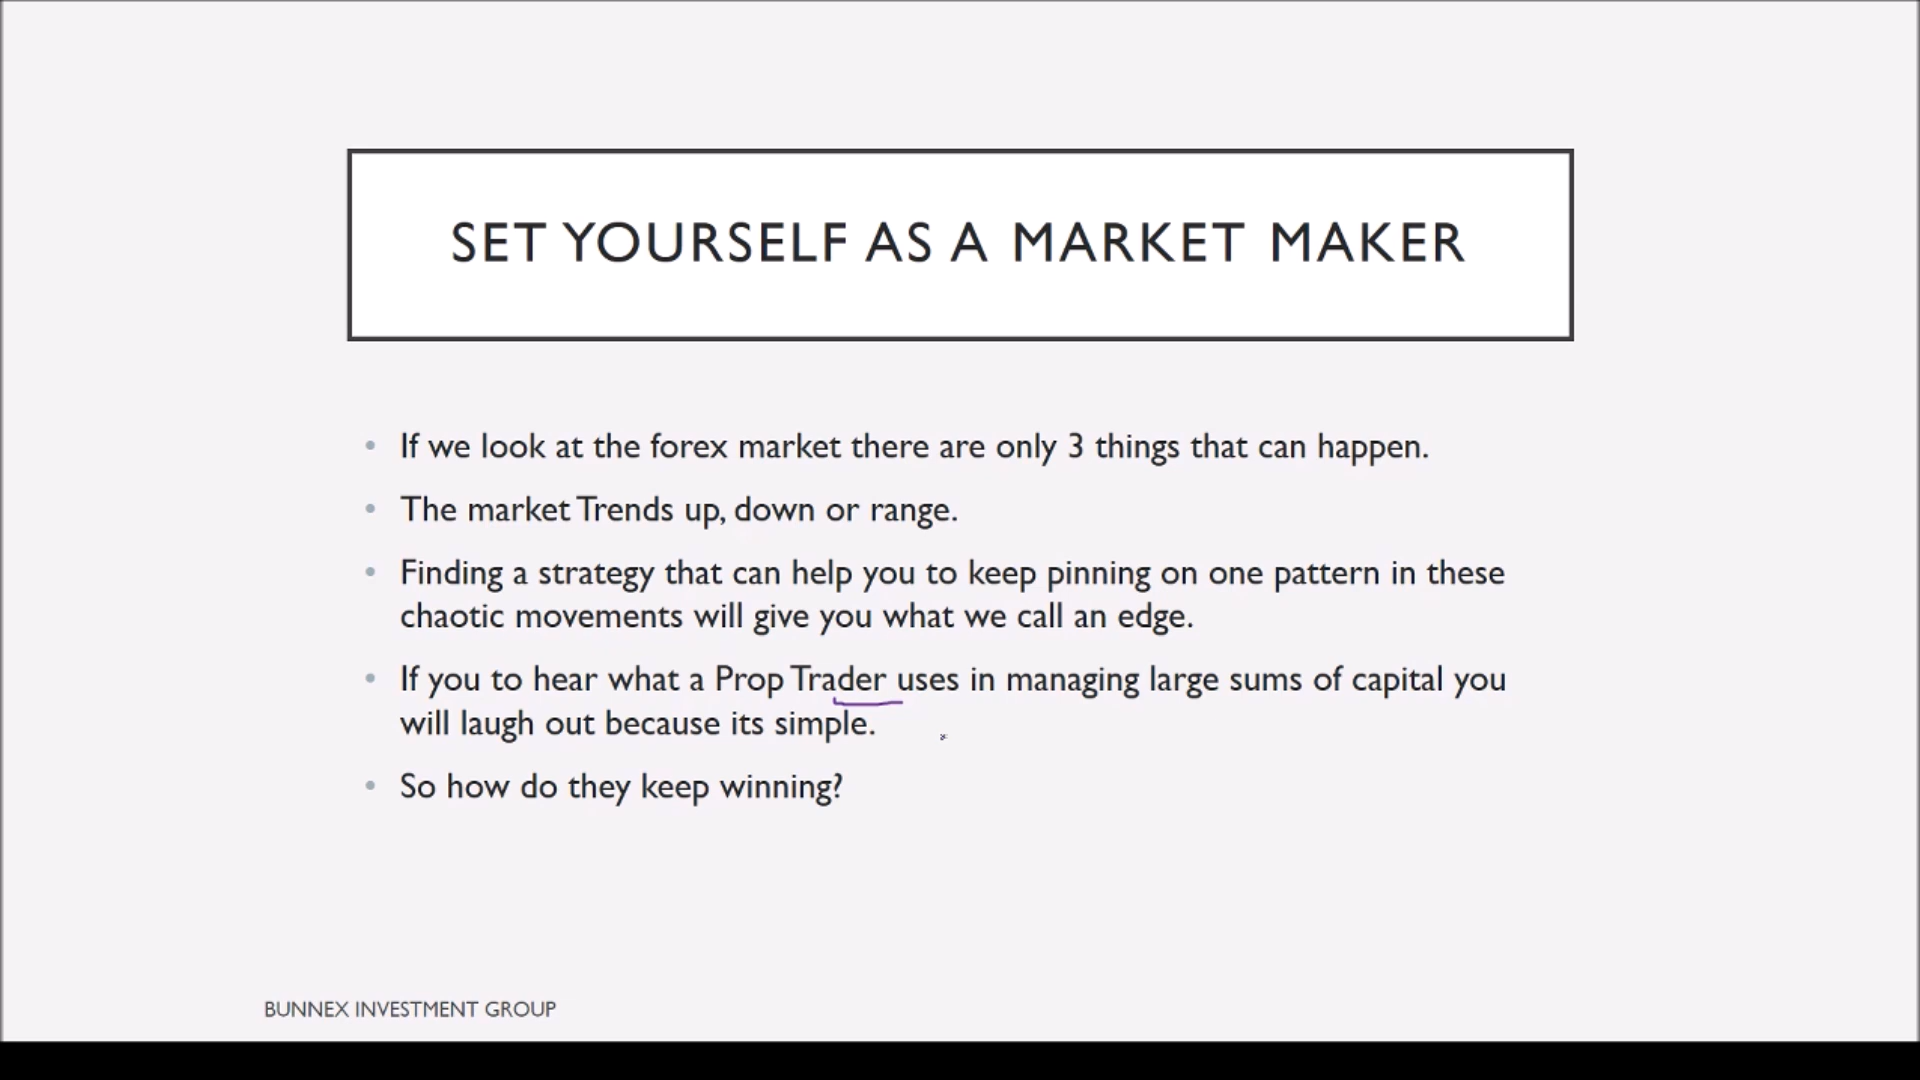 SET YOURSELF AS A MARKET MAKER
• If we look at the forex market there are only 3 things that can happen.
• The market Trends up, down or range.
• Finding a strategy that can help you to keep pinning on one pattern in these
chaotic movements will give you what we call an edge.
• If you to hear what a Prop Trader uses in managing large sums of capital you
will laugh out because its simple.
• So how do they keep winning?
BUNNEX INVESTMENT GROUP